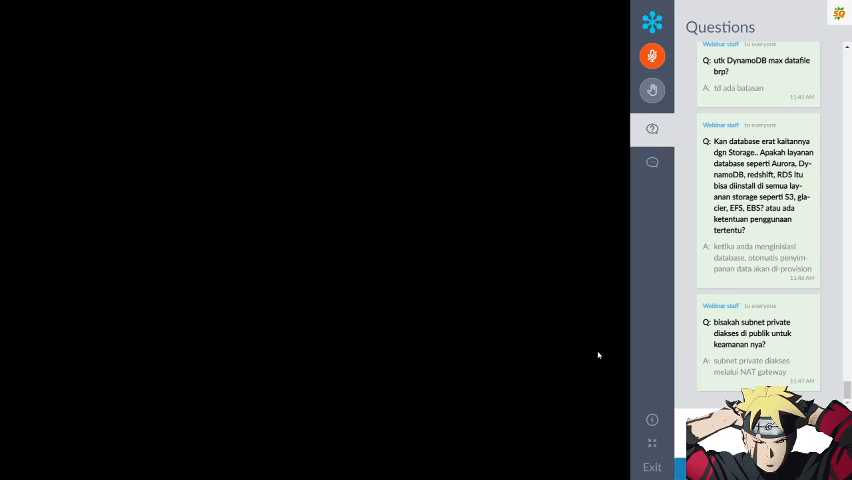 SQ
Questions
Webinar staff to everyone
Q: utk DynamoDB max datafile
brp?
A: td ada batasan
11:45 AM
Webinar staff to everyone
Q: Kan database erat kaitannya
dgn Storage.. Apakah layanan
database seperti Aurora, Dy-
namoDB, redshift, RDS itu
bisa diinstall di semua lay-
anan storage seperti S3, gla-
cier, EFS, EBS? atau ada
ketentuan penggunaan
tertentu?
A: ketika anda menginisiasi
database, otomatis penyim-
panan data akan di-provision
11:46 AM
Webinar staff to everyone
Q: bisakah subnet private
diakses di publik untuk
keamanan nya?
A: subnet private diakses
melalui NAT gateway
11:47 AM
Exit